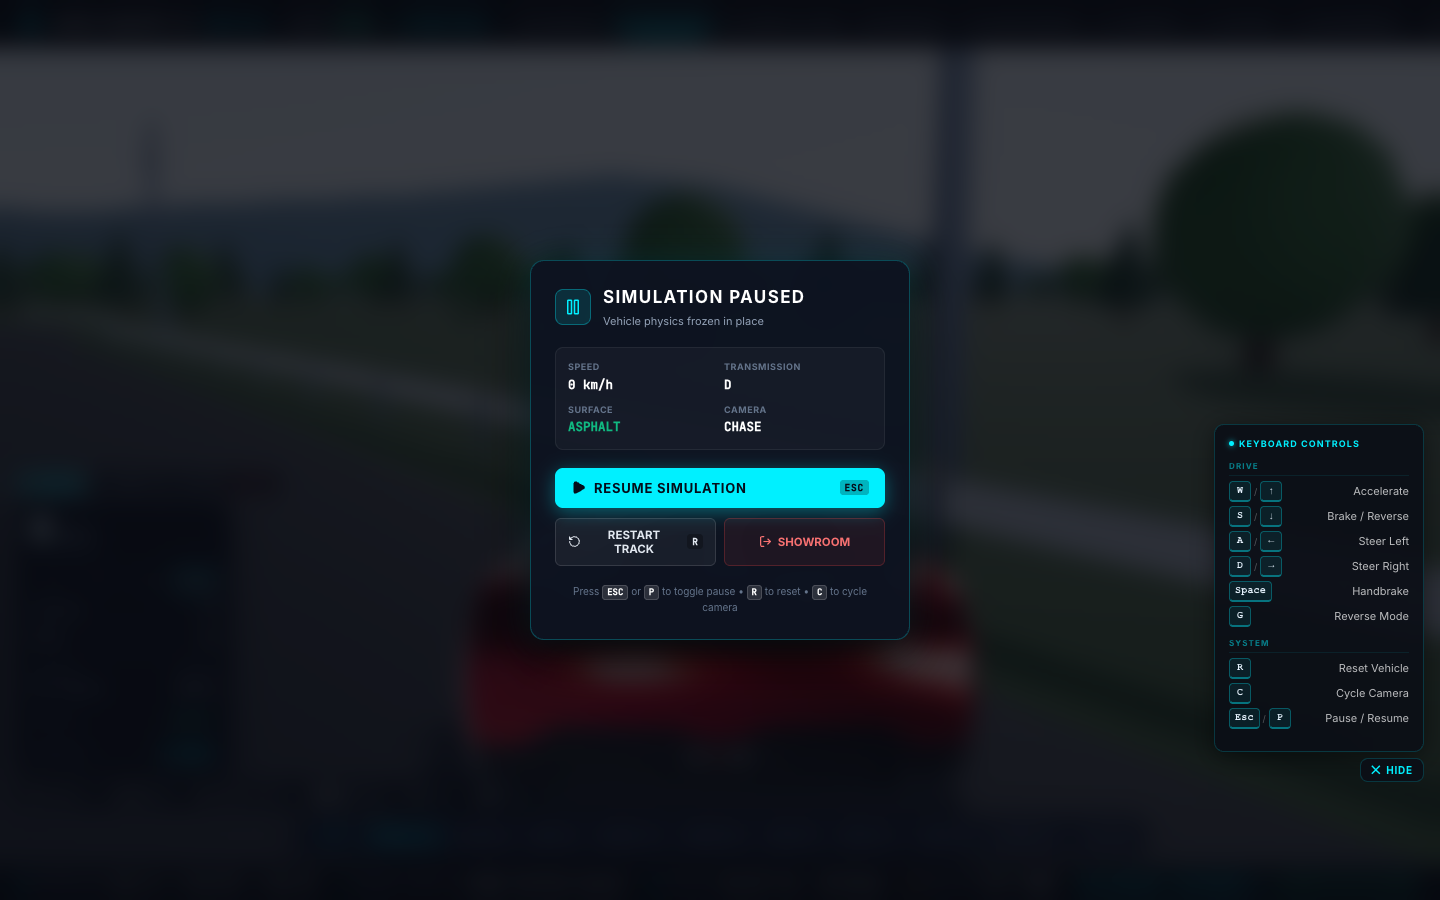 SIMULATION PAUSED
Vehicle physics frozen in place
SPEED
0 km/h
TRANSMISSION
D
SURFACE
ASPHALT
CAMERA
CHASE
RESUME SIMULATION ESC
RESTART
TRACK
R
SHOWROOM
Press ESC or P to toggle pause • R to reset • C to cycle
camera
KEYBOARD CONTROLS
DRIVE
W / ↑ Accelerate
S / ↓ Brake / Reverse
A / ← Steer Left
D / → Steer Right
Space Handbrake
G Reverse Mode
SYSTEM
R Reset Vehicle
C Cycle Camera
Esc / P Pause / Resume
HIDE